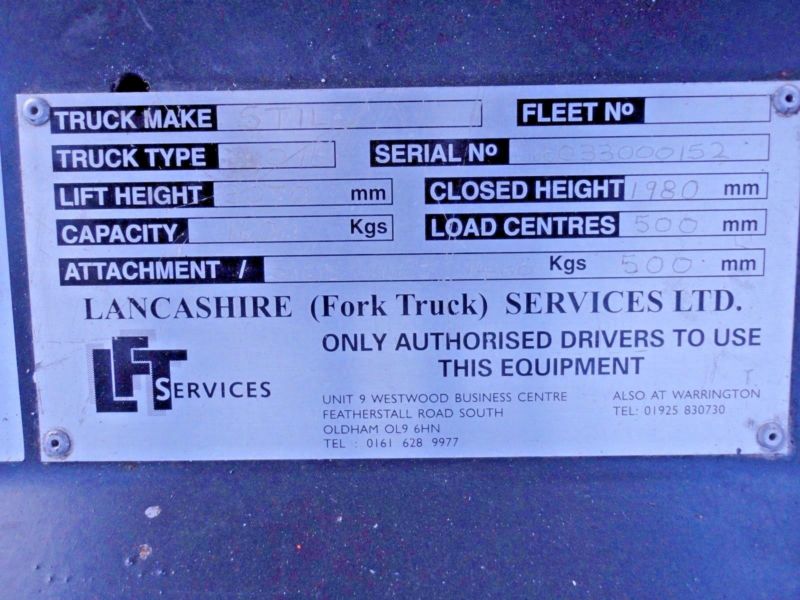 TRUCK MAKE STIL FLEET Nº
TRUCK TYPE SERIAL Nº 033000152
LIFT HEIGHT mm CLOSED HEIGHT 1980 mm
CAPACITY Kgs LOAD CENTRES 500 mm
ATTACHMENT / Kgs 500 mm
LANCASHIRE (Fork Truck) SERVICES LTD.
LFT SERVICES
ONLY AUTHORISED DRIVERS TO USE
THIS EQUIPMENT
UNIT 9 WESTWOOD BUSINESS CENTRE
FEATHERSTALL ROAD SOUTH
OLDHAM OL9 6HN
TEL : 0161 628 9977
ALSO AT WARRINGTON
TEL: 01925 830730